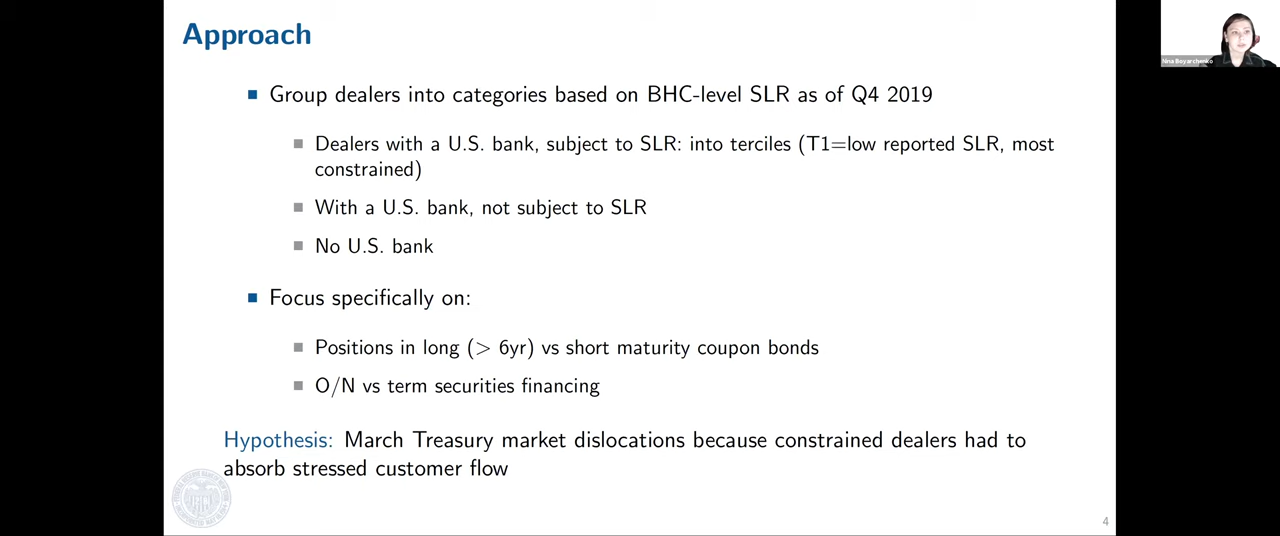 Approach
Group dealers into categories based on BHC-level SLR as of Q4 2019
Dealers with a U.S. bank, subject to SLR: into terciles (T1=low reported SLR, most
constrained)
With a U.S. bank, not subject to SLR
No U.S. bank
Focus specifically on:
Positions in long (> 6yr) vs short maturity coupon bonds
O/N vs term securities financing
Hypothesis: March Treasury market dislocations because constrained dealers had to
absorb stressed customer flow
4
Nina Boyarchenko